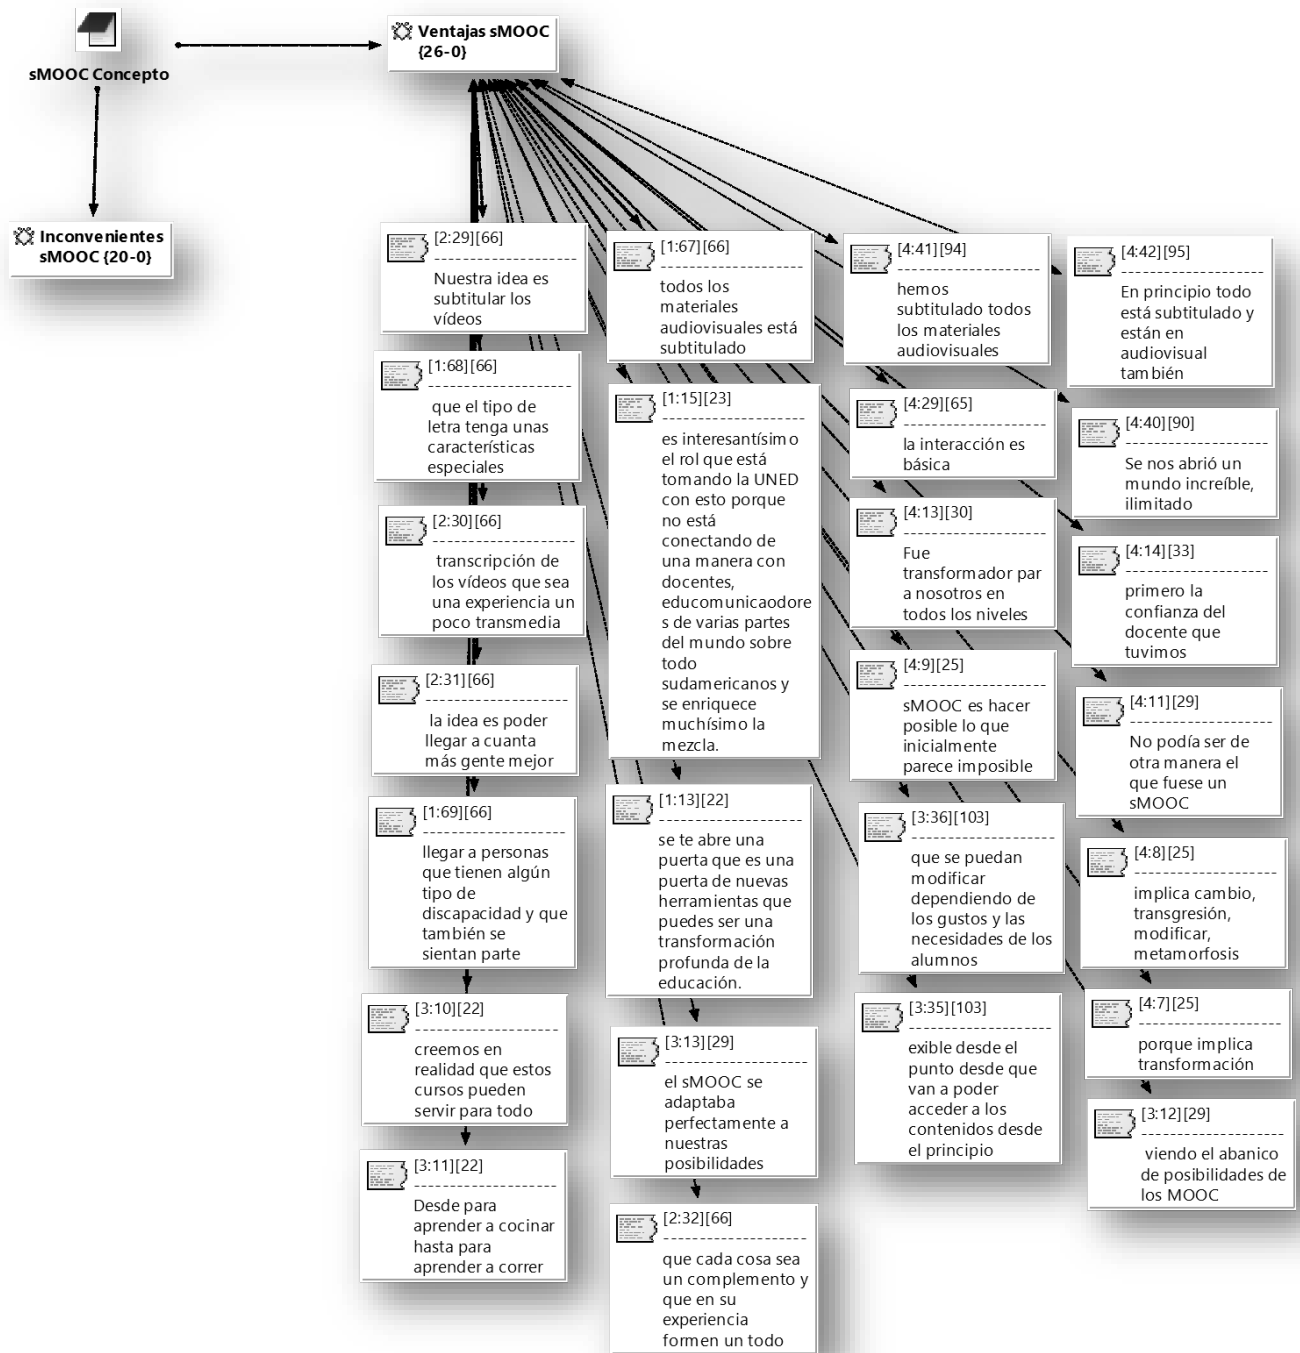 sMOOC Concepto
Ventajas sMOOC
{26-0}
Inconvenientes
sMOOC {20-0}
[2:29][66]
Nuestra idea es
subtitular los
vídeos
[1:68][66]
que el tipo de
letra tenga unas
características
especiales
[2:30][66]
transcripción de
los vídeos que sea
una experiencia un
poco transmedia
[2:31][66]
la idea es poder
llegar a cuanta
más gente mejor
[1:69][66]
llegar a personas
que tienen algún
tipo de
discapacidad y que
también se
sientan parte
[3:10][22]
creemos en
realidad que estos
cursos pueden
servir para todo
[3:11][22]
Desde para
aprender a cocinar
hasta para
aprender a correr
[1:67][66]
todos los
materiales
audiovisuales está
subtitulado
[1:15][23]
es interesantísimo
el rol que está
tomando la UNED
con esto porque
no está
conectando de
una manera con
docentes,
educomunicaodore
s de varias partes
del mundo sobre
todo
sudamericanos y
se enriquece
muchísimo la
mezcla.
[1:13][22]
se te abre una
puerta que es una
puerta de nuevas
herramientas que
puedes ser una
transformación
profunda de la
educación.
[3:13][29]
el sMOOC se
adaptaba
perfectamente a
nuestras
posibilidades
[2:32][66]
que cada cosa sea
un complemento y
que en su
experiencia
formen un todo
[4:41][94]
hemos
subtitulado todos
los materiales
audiovisuales
[4:29][65]
la interacción es
básica
[4:13][30]
Fue
transformador par
a nosotros en
todos los niveles
[4:9][25]
sMOOC es hacer
posible lo que
inicialmente
parece imposible
[3:36][103]
que se puedan
modificar
dependiendo de
los gustos y las
necesidades de los
alumnos
[3:35][103]
exible desde el
punto desde que
van a poder
acceder a los
contenidos desde
el principio
[4:42][95]
En principio todo
está subtitulado y
están en
audiovisual
también
[4:40][90]
Se nos abrió un
mundo increíble,
ilimitado
[4:14][33]
primero la
confianza del
docente que
tuvimos
[4:11][29]
No podía ser de
otra manera el
que fuese un
sMOOC
[4:8][25]
implica cambio,
transgresión,
modificar,
metamorfosis
[4:7][25]
porque implica
transformación
[3:12][29]
viendo el abanico
de posibilidades de
los MOOC